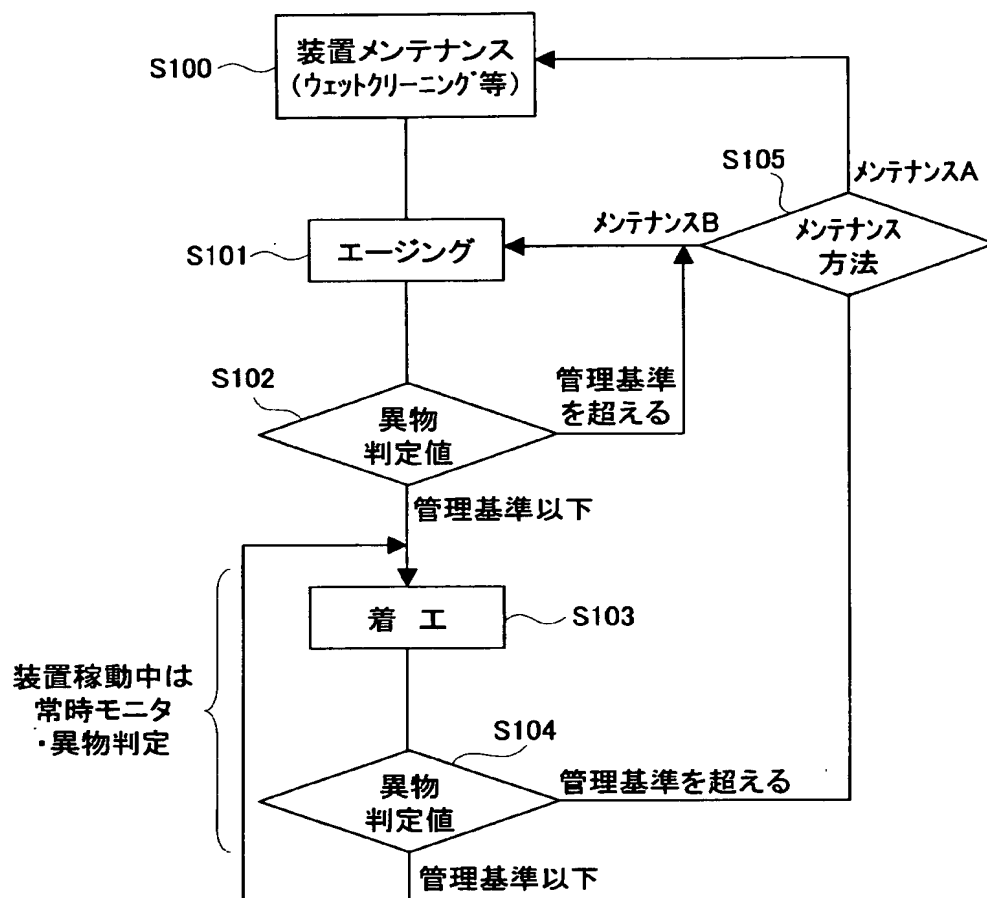 装置メンテナンス
(ウェットクリーニング等)
S100
S105
メンテナンスA
メンテナンスB
メンテナンス
方法
エージング
S101
S102
管理基準
を超える
異物
判定値
管理基準以下
着 工
S103
装置稼動中は
常時モニタ
・異物判定
S104
管理基準を超える
異物
判定値
管理基準以下